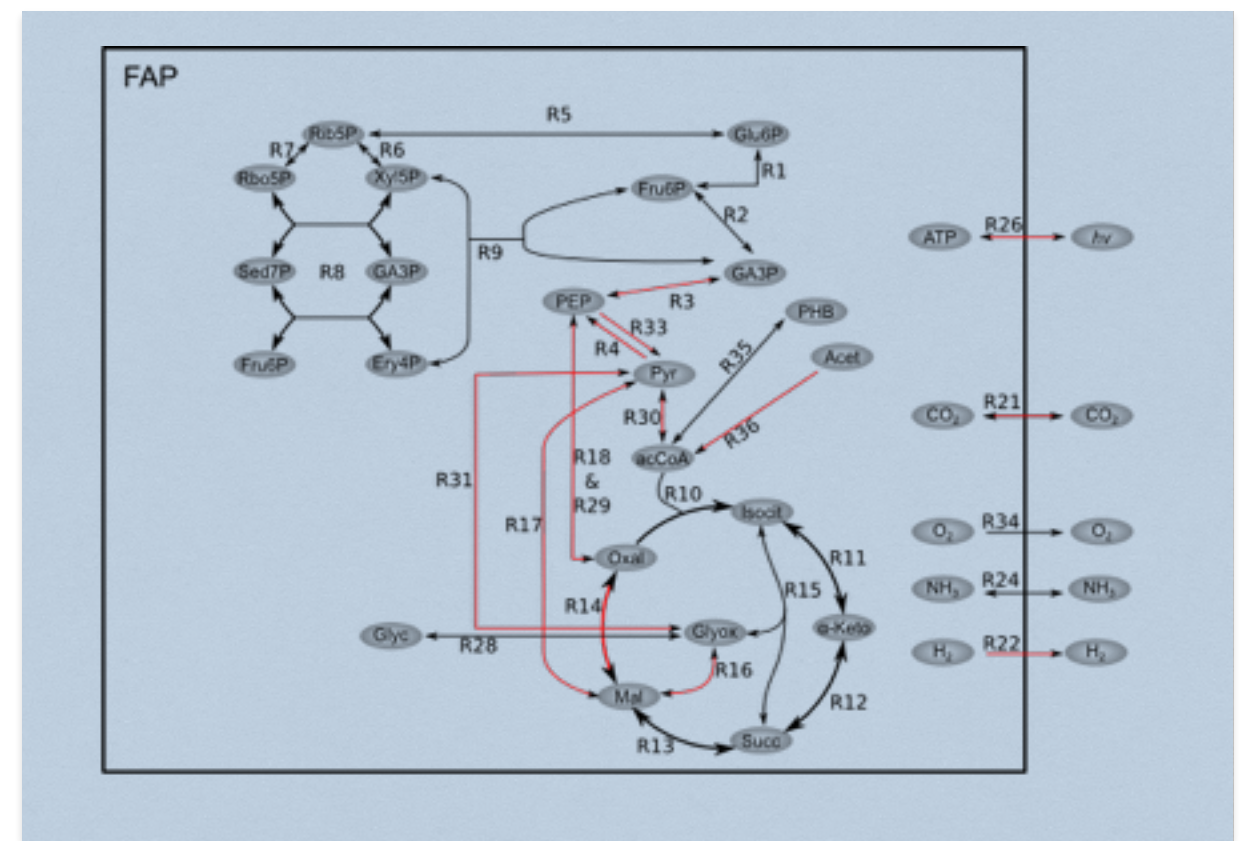 FAP
R5
Rib5P
Glu6P
R7
R6
R1
Rbo5P
Xyl5P
Fru6P
R2
R26
ATP
hv
R9
Sed7P
R8
GA3P
GA3P
PEP
R3
PHB
R33
R4
R35
Acet
Fru6P
Ery4P
Pyr
R21
CO₂
CO₂
R30
R36
acCoA
R18
&
R29
R31
R10
Isocit
R17
R34
O₂
O₂
Oxal
R11
R24
NH₃
NH₃
R15
R14
Glyc
R28
Glyox
α-Keto
R22
H₂
H₂
R16
Mal
R12
R13
Succ